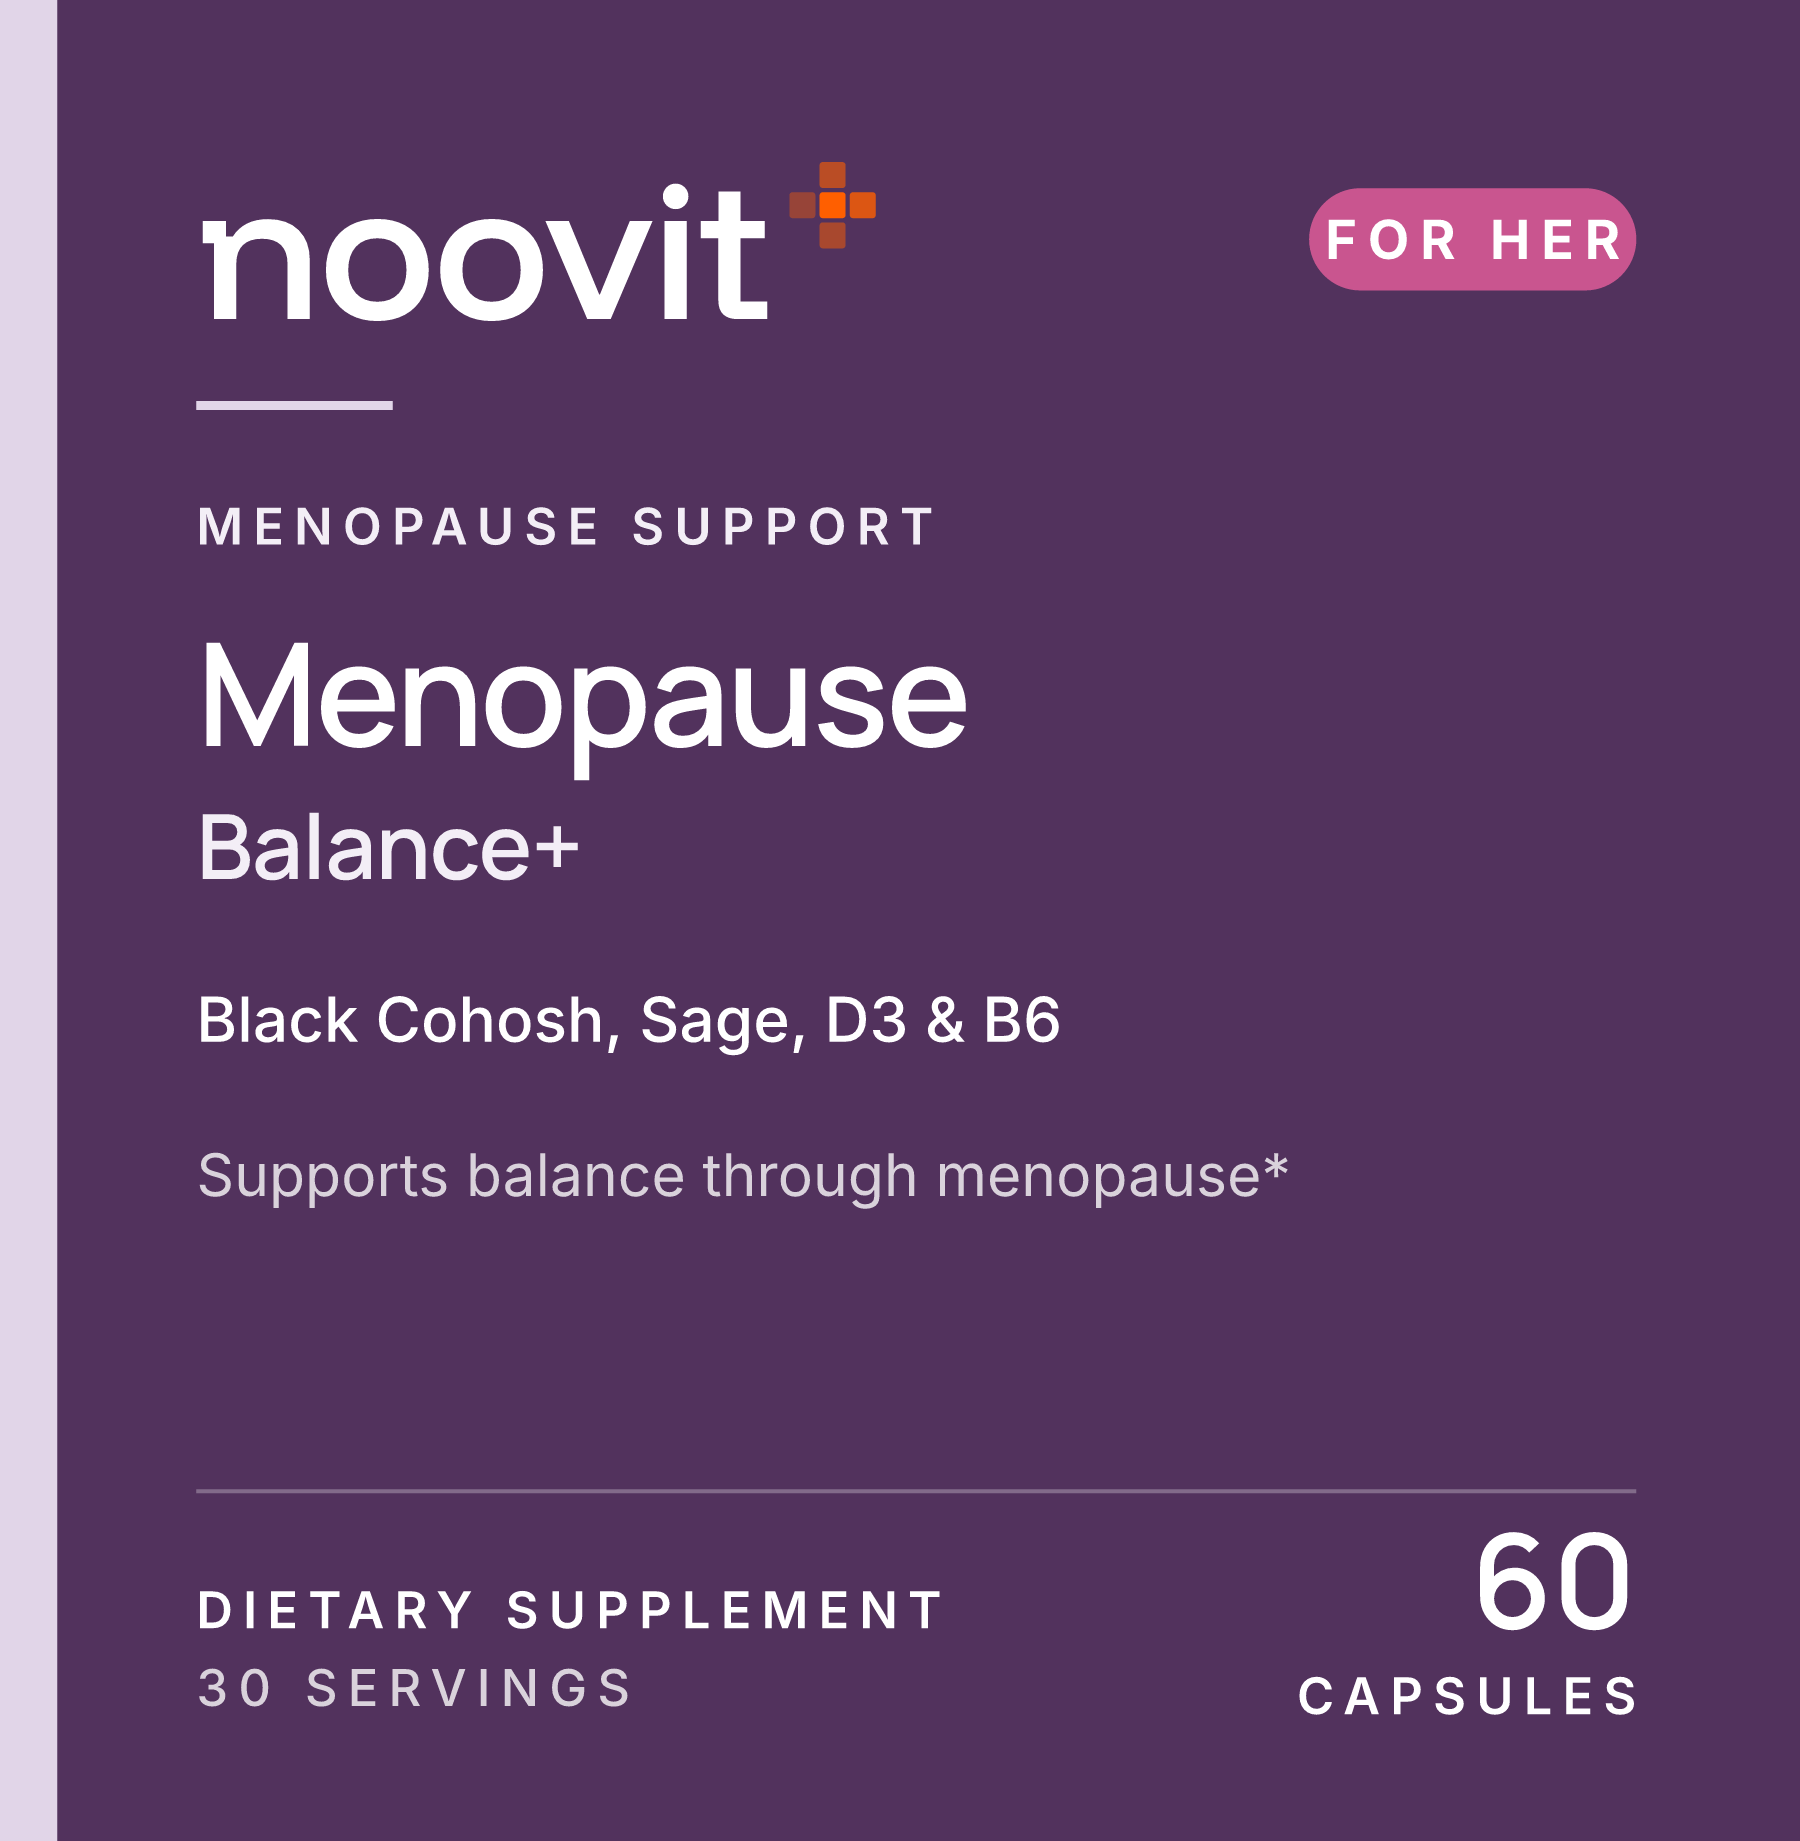 noovit
FOR HER
MENOPAUSE SUPPORT
Menopause
Balance+
Black Cohosh, Sage, D3 & B6
Supports balance through menopause*
DIETARY SUPPLEMENT
30 SERVINGS
60
CAPSULES